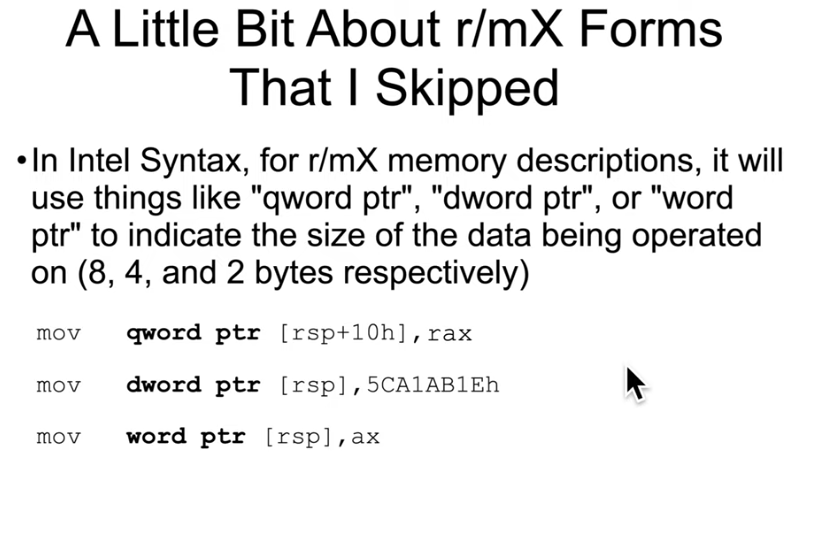 A Little Bit About r/mX Forms
That I Skipped
•In Intel Syntax, for r/mX memory descriptions, it will
use things like "qword ptr", "dword ptr", or "word
ptr" to indicate the size of the data being operated
on (8, 4, and 2 bytes respectively)
mov qword ptr [rsp+10h],rax
mov dword ptr [rsp],5CA1AB1Eh
mov word ptr [rsp],ax